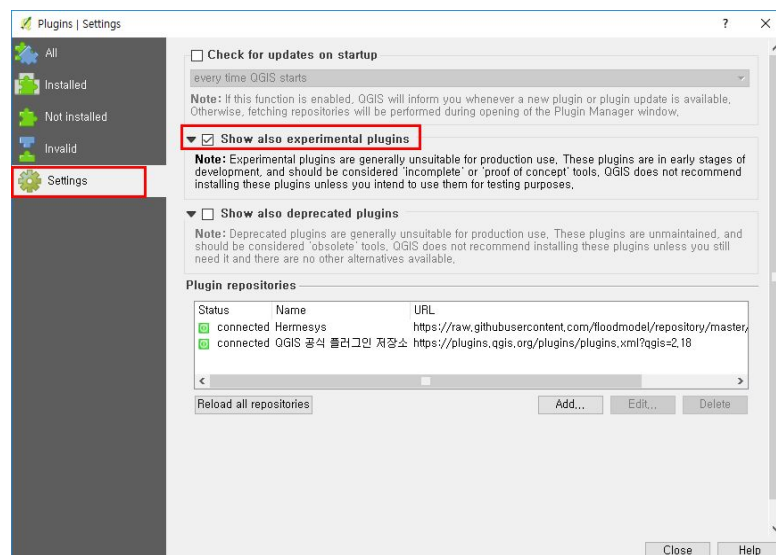 Plugins | Settings
?
X
All
Installed
Not installed
Invalid
Settings
Check for updates on startup
every time QGIS starts
Note: If this function is enabled, QGIS will inform you whenever a new plugin or plugin update is available.
Otherwise, fetching repositories will be performed during opening of the Plugin Manager window.
Show also experimental plugins
Note: Experimental plugins are generally unsuitable for production use. These plugins are in early stages of
development, and should be considered 'incomplete' or 'proof of concept' tools. QGIS does not recommend
installing these plugins unless you intend to use them for testing purposes.
Show also deprecated plugins
Note: Deprecated plugins are generally unsuitable for production use. These plugins are unmaintained, and
should be considered 'obsolete' tools. QGIS does not recommend installing these plugins unless you still
need it and there are no other alternatives available.
Plugin repositories
Status Name URL
connected Hermesys https://raw.githubusercontent.com/floodmodel/repository/master/
connected QGIS 공식 플러그인 저장소 https://plugins.qgis.org/plugins/plugins.xml?qgis=2.18
Reload all repositories Add... Edit... Delete
Close Help